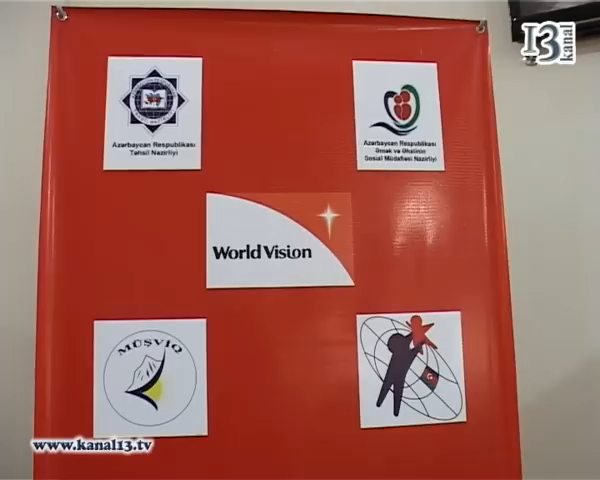 13 kanal
Azərbaycan Respublikası
Təhsil Nazirliyi
Azərbaycan Respublikası
Əmək və Əhalinin
Sosial Müdafiəsi Nazirliyi
World Vision
MÜŞVİQ
www.kanal13.tv